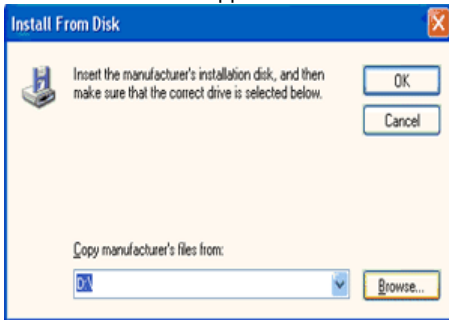 Install From Disk
Insert the manufacturer's installation disk, and then
make sure that the correct drive is selected below.
OK
Cancel
Copy manufacturer's files from:
D:\
Browse...